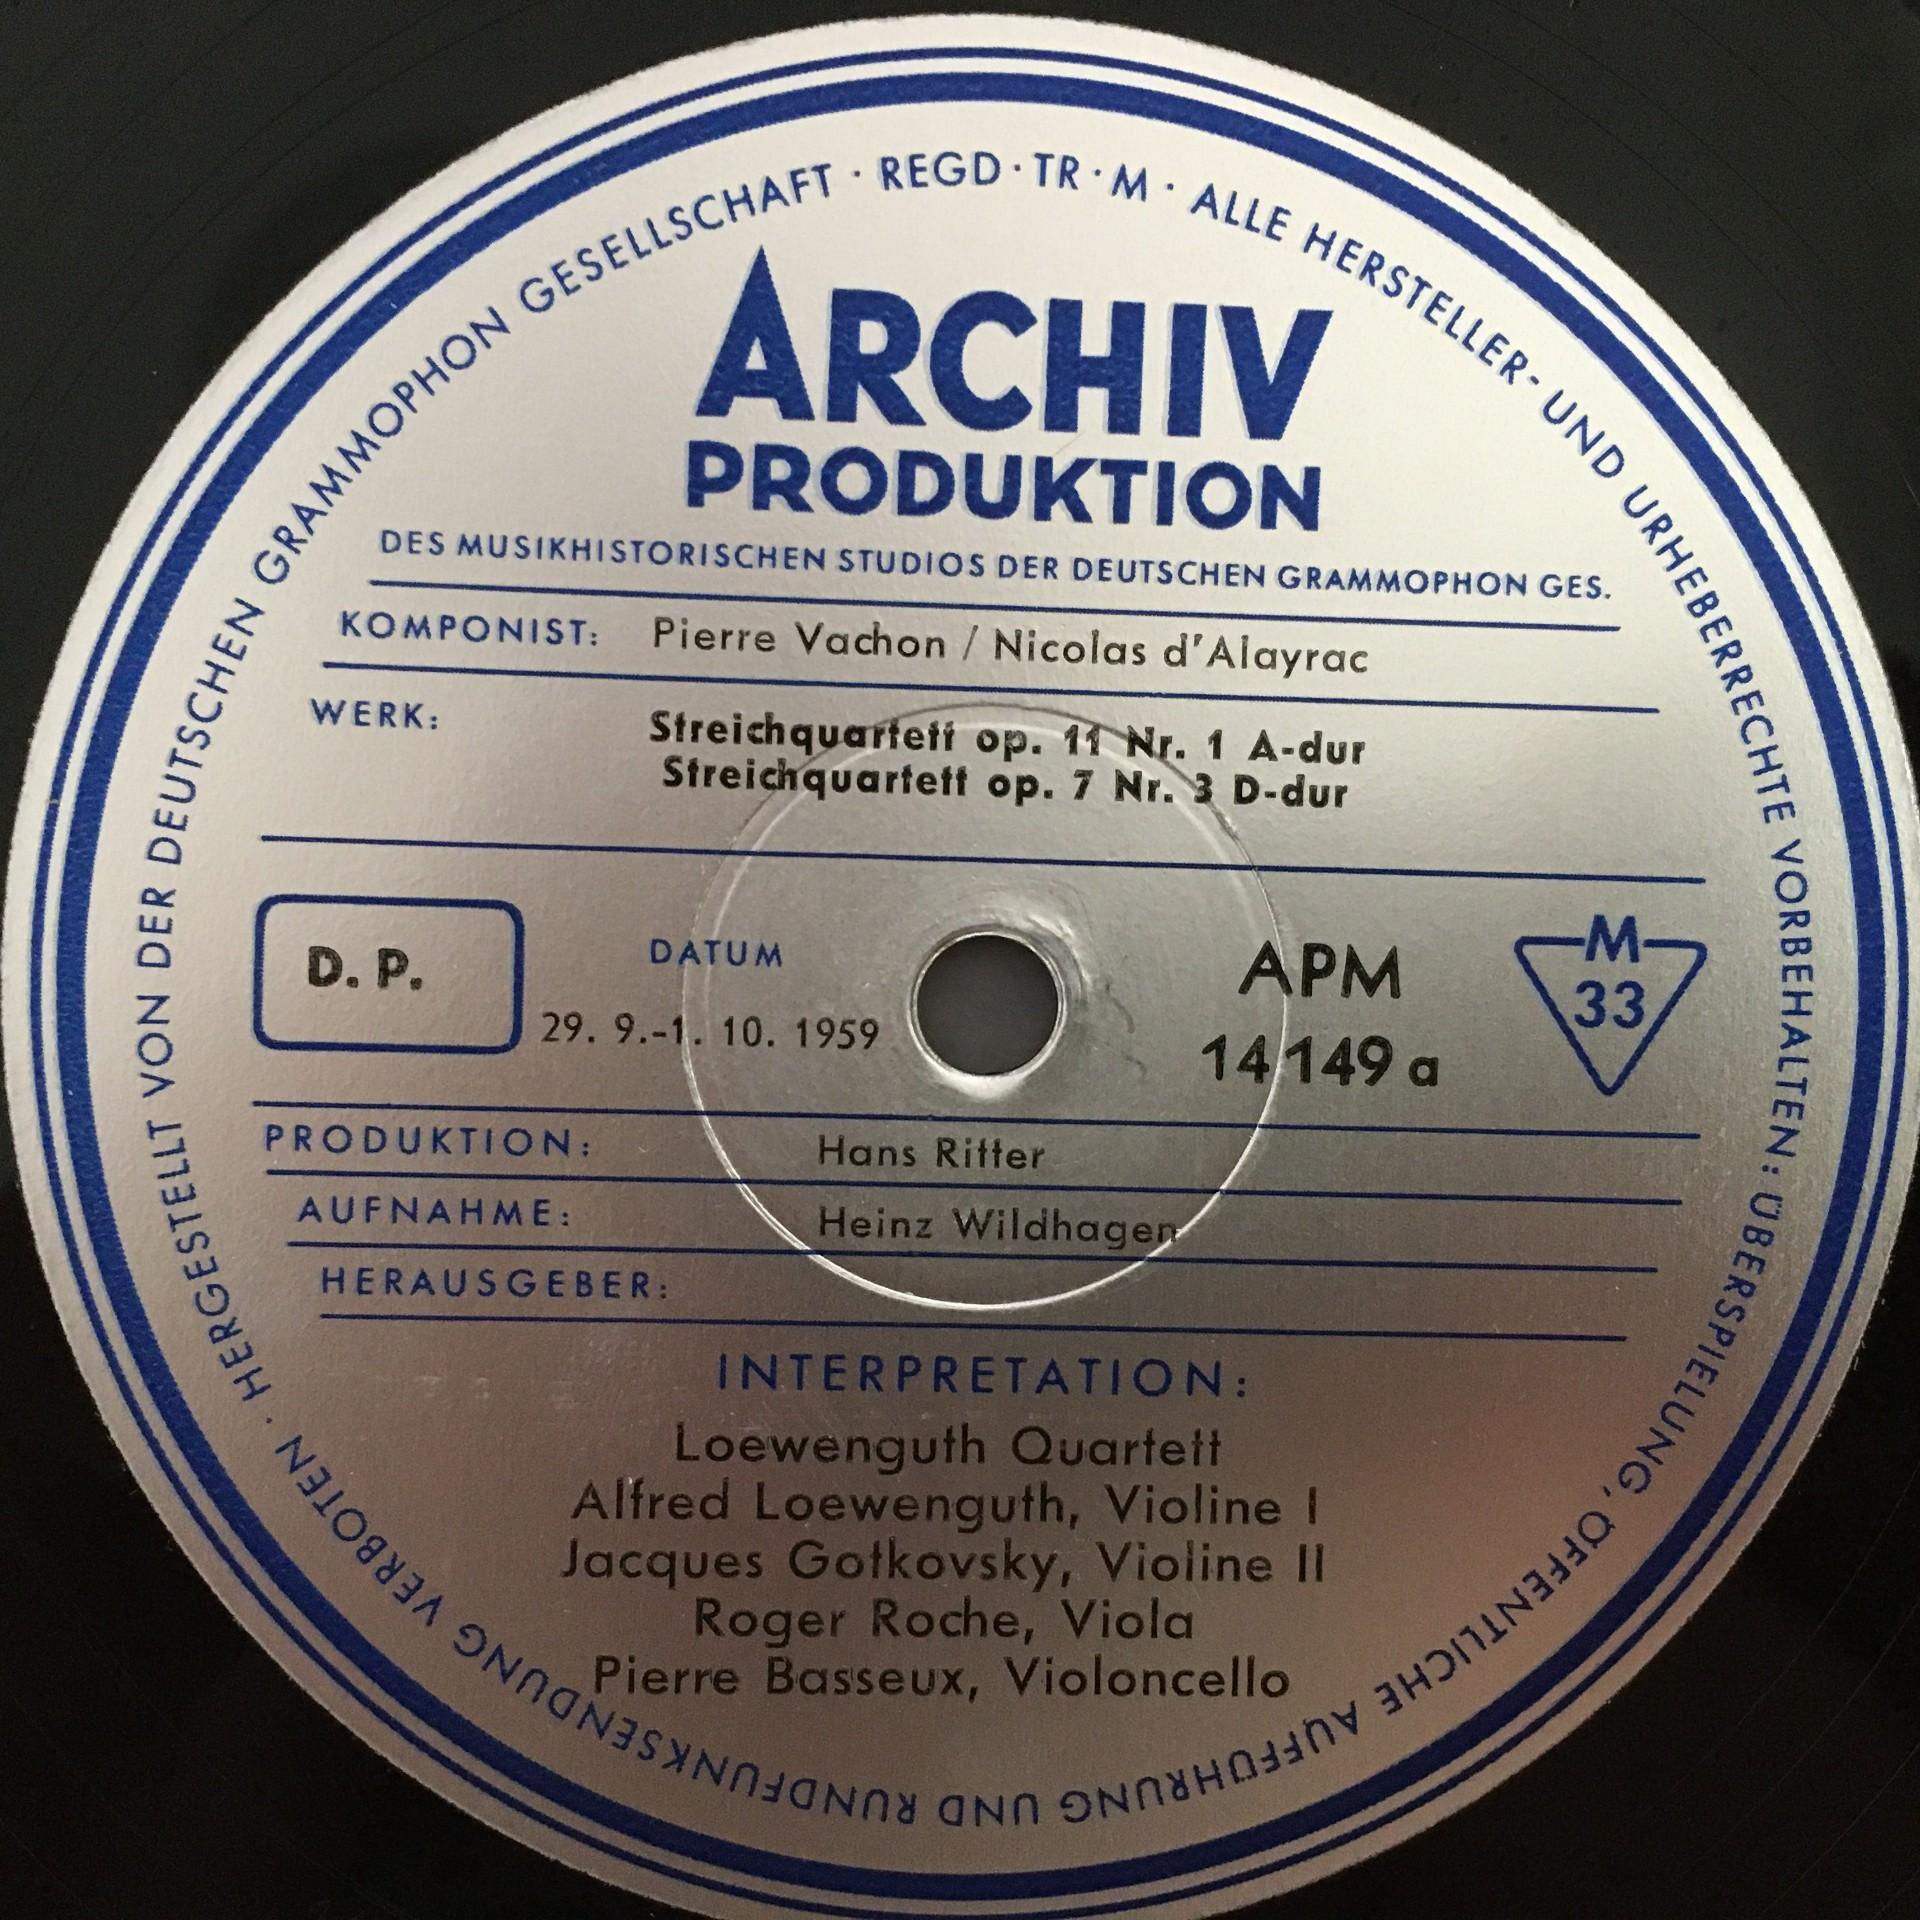 HERGESTELLT VON DER DEUTSCHEN GRAMMOPHON GESELLSCHAFT · REGD · TR · M · ALLE HERSTELLER- UND URHEBERRECHTE VORBEHALTEN: ÜBERSPIELUNG, ÖFFENTLICHE AUFFÜHRUNG UND RUNDFUNKSENDUNG VERBOTEN ·
ARCHIV
PRODUKTION
DES MUSIKHISTORISCHEN STUDIOS DER DEUTSCHEN GRAMMOPHON GES.
KOMPONIST: Pierre Vachon / Nicolas d'Alayrac
WERK: Streichquartett op. 11 Nr. 1 A-dur
Streichquartett op. 7 Nr. 3 D-dur
D. P.
DATUM
29. 9.-1. 10. 1959
APM
14 149 a
M
33
PRODUKTION: Hans Ritter
AUFNAHME: Heinz Wildhagen
HERAUSGEBER:
INTERPRETATION:
Loewenguth Quartett
Alfred Loewenguth, Violine I
Jacques Gotkovsky, Violine II
Roger Roche, Viola
Pierre Basseux, Violoncello